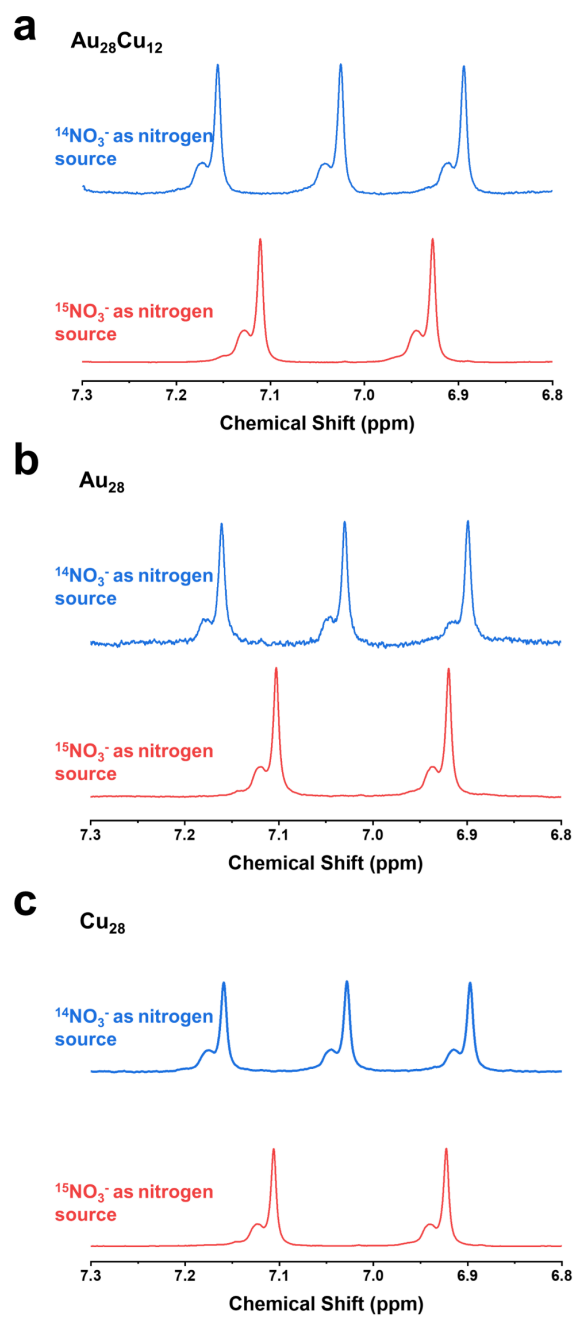 a
Au₂₈Cu₁₂
¹⁴NO₃⁻ as nitrogen
source
¹⁵NO₃⁻ as nitrogen
source
7.3 7.2 7.1 7.0 6.9 6.8
Chemical Shift (ppm)
b
Au₂₈
¹⁴NO₃⁻ as nitrogen
source
¹⁵NO₃⁻ as nitrogen
source
7.3 7.2 7.1 7.0 6.9 6.8
Chemical Shift (ppm)
c
Cu₂₈
¹⁴NO₃⁻ as nitrogen
source
¹⁵NO₃⁻ as nitrogen
source
7.3 7.2 7.1 7.0 6.9 6.8
Chemical Shift (ppm)